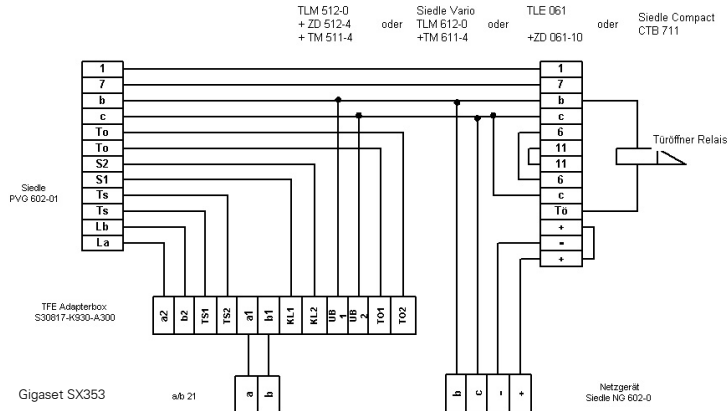 TLM 512-0
+ ZD 512-4
+ TM 511-4
oder
Siedle Vario
TLM 612-0
+TM 611-4
oder
TLE 061
+ZD 061-10
oder
Siedle Compact
CTB 711
1
7
b
c
To
To
S2
S1
Ts
Ts
Lb
La
Siedle
PVG 602-01
1
7
b
c
6
11
11
6
c
Tö
+
-
+
Türöffner Relais
TFE Adapterbox
S30817-K930-A300
a2
b2
TS1
TS2
a1
b1
KL1
KL2
UB 1
UB 2
TO1
TO2
Gigaset SX353
a/b 21
a
b
b
c
-
+
Netzgerät
Siedle NG 602-0